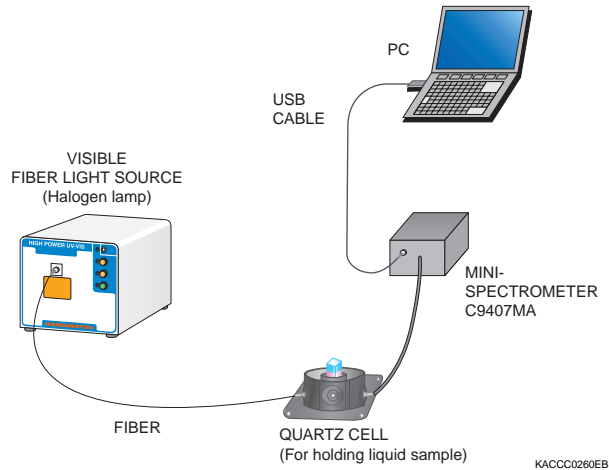 PC
USB
CABLE
VISIBLE
FIBER LIGHT SOURCE
(Halogen lamp)
HIGH POWER UV-VIS
MINI-
SPECTROMETER
C9407MA
FIBER
QUARTZ CELL
(For holding liquid sample)
KACCC0260EB